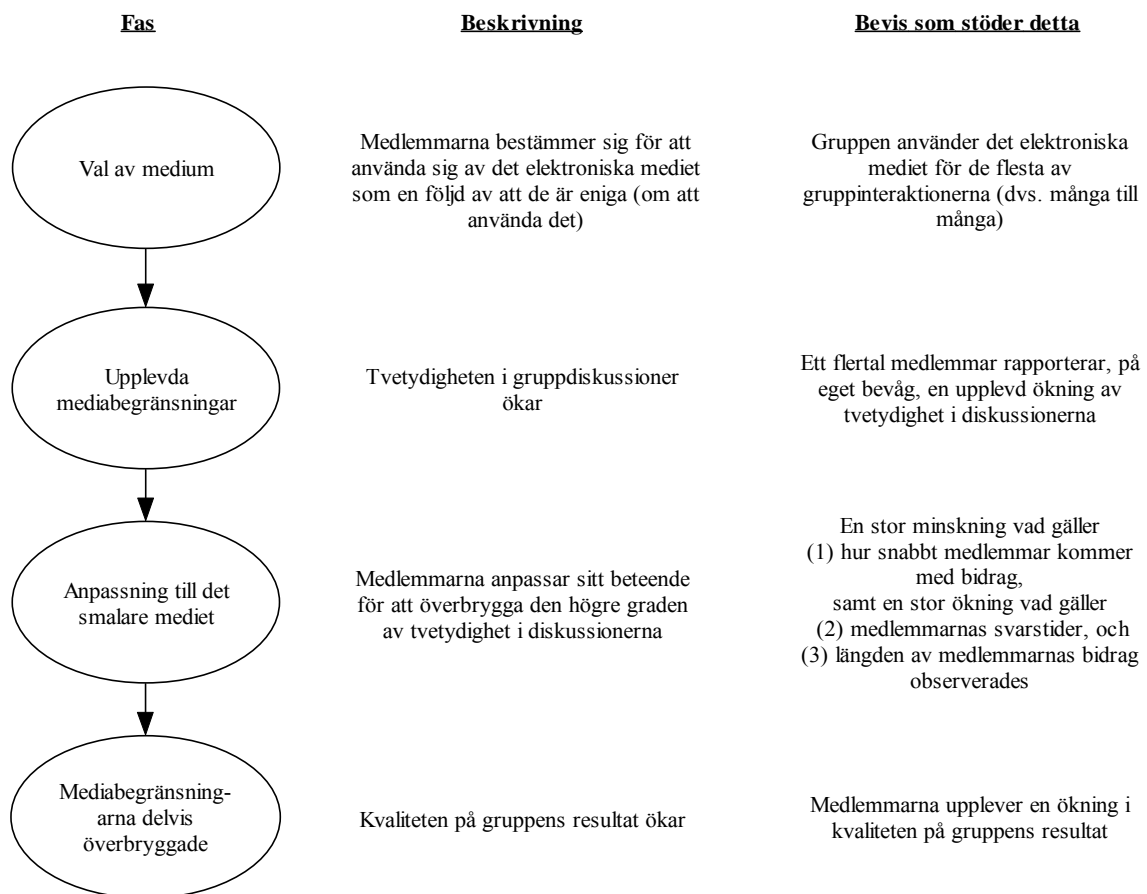 Fas
Beskrivning
Bevis som stöder detta
Val av medium
Medlemmarna bestämmer sig för att
använda sig av det elektroniska mediet
som en följd av att de är eniga (om att
använda det)
Gruppen använder det elektroniska
mediet för de flesta av
gruppinteraktionerna (dvs. många till
många)
Upplevda
mediabegränsningar
Tvetydigheten i gruppdiskussioner
ökar
Ett flertal medlemmar rapporterar, på
eget bevåg, en upplevd ökning av
tvetydighet i diskussionerna
Anpassning till det
smalare mediet
Medlemmarna anpassar sitt beteende
för att överbrygga den högre graden
av tvetydighet i diskussionerna
En stor minskning vad gäller
(1) hur snabbt medlemmar kommer
med bidrag,
samt en stor ökning vad gäller
(2) medlemmarnas svarstider, och
(3) längden av medlemmarnas bidrag
observerades
Mediabegränsning-
arna delvis
överbryggade
Kvaliteten på gruppens resultat ökar
Medlemmarna upplever en ökning i
kvaliteten på gruppens resultat